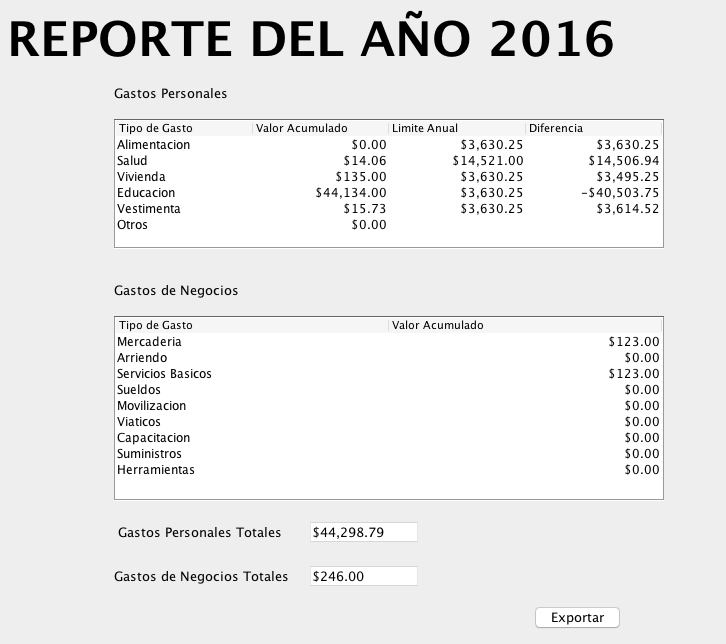 REPORTE DEL AÑO 2016
Gastos Personales
Tipo de Gasto Valor Acumulado Limite Anual Diferencia
Alimentacion $0.00 $3,630.25 $3,630.25
Salud $14.06 $14,521.00 $14,506.94
Vivienda $135.00 $3,630.25 $3,495.25
Educacion $44,134.00 $3,630.25 -$40,503.75
Vestimenta $15.73 $3,630.25 $3,614.52
Otros $0.00
Gastos de Negocios
Tipo de Gasto Valor Acumulado
Mercaderia $123.00
Arriendo $0.00
Servicios Basicos $123.00
Sueldos $0.00
Movilizacion $0.00
Viaticos $0.00
Capacitacion $0.00
Suministros $0.00
Herramientas $0.00
Gastos Personales Totales $44,298.79
Gastos de Negocios Totales $246.00
Exportar